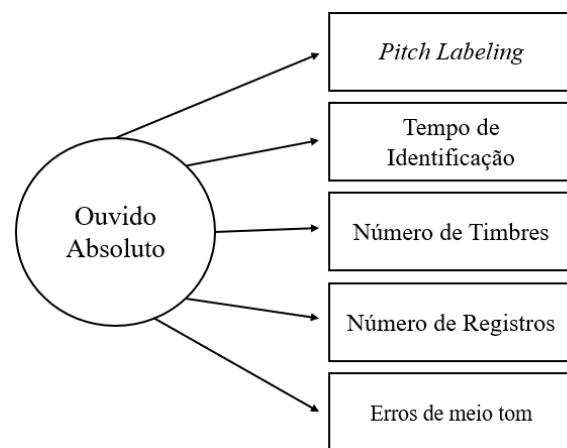 Pitch Labeling
Tempo de
Identificação
Ouvido
Absoluto
Número de Timbres
Número de Registros
Erros de meio tom